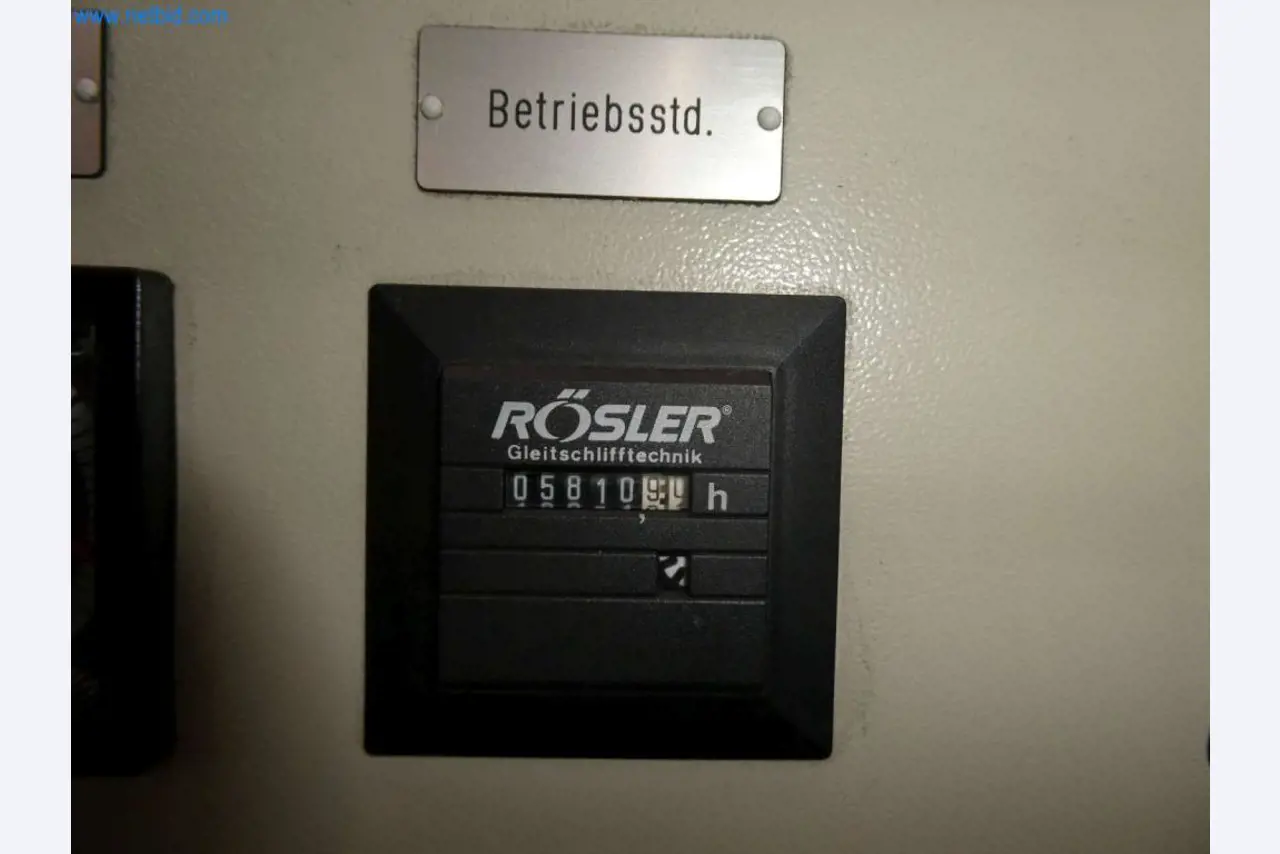 www.netbid.com
Betriebsstd.
RÖSLER®
Gleitschlifftechnik
05810 h